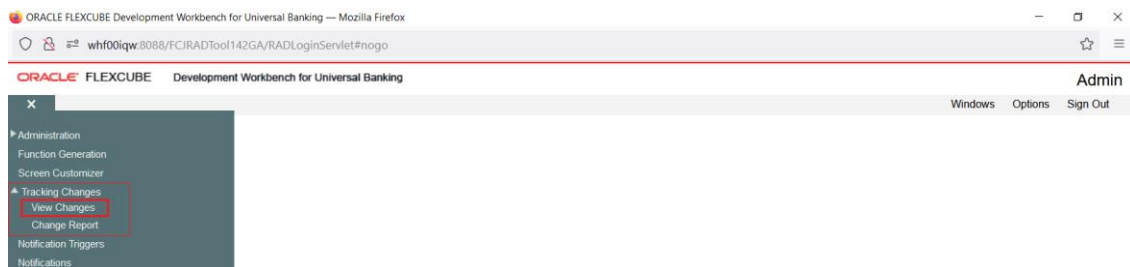 ORACLE FLEXCUBE Development Workbench for Universal Banking — Mozilla Firefox
whf00iqw:8088/FCJRADTool142GA/RADLoginServlet#nogo
ORACLE FLEXCUBE Development Workbench for Universal Banking Admin
Windows Options Sign Out
Administration
Function Generation
Screen Customizer
Tracking Changes
View Changes
Change Report
Notification Triggers
Notifications